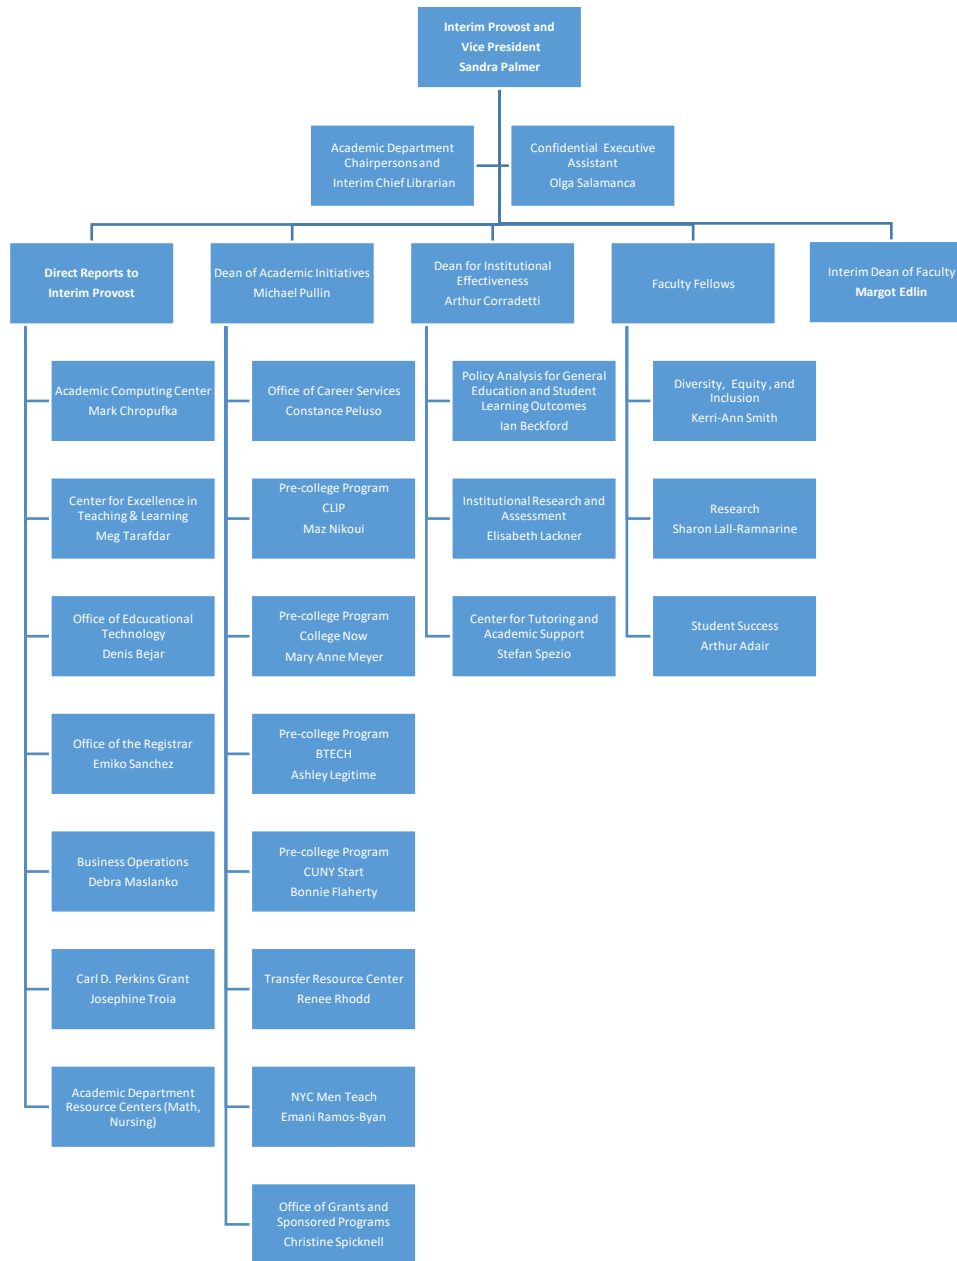 Interim Provost and
Vice President
Sandra Palmer
Academic Department
Chairpersons and
Interim Chief Librarian
Confidential Executive
Assistant
Olga Salamanca
Direct Reports to
Interim Provost
Dean of Academic Initiatives
Michael Pullin
Dean for Institutional
Effectiveness
Arthur Corradetti
Faculty Fellows
Interim Dean of Faculty
Margot Edlin
Academic Computing Center
Mark Chropufka
Center for Excellence in
Teaching & Learning
Meg Tarafdar
Office of Edcucational
Technology
Denis Bejar
Office of the Registrar
Emiko Sanchez
Business Operations
Debra Maslanko
Carl D. Perkins Grant
Josephine Troia
Academic Department
Resource Centers (Math,
Nursing)
Office of Career Services
Constance Peluso
Pre-college Program
CLIP
Maz Nikoui
Pre-college Program
College Now
Mary Anne Meyer
Pre-college Program
BTECH
Ashley Legitime
Pre-college Program
CUNY Start
Bonnie Flaherty
Transfer Resource Center
Renee Rhodd
NYC Men Teach
Emani Ramos-Byan
Office of Grants and
Sponsored Programs
Christine Spicknell
Policy Analysis for General
Education and Student
Learning Outcomes
Ian Beckford
Institutional Research and
Assessment
Elisabeth Lackner
Center for Tutoring and
Academic Support
Stefan Spezio
Diversity, Equity, and
Inclusion
Kerri-Ann Smith
Research
Sharon Lall-Ramnarine
Student Success
Arthur Adair